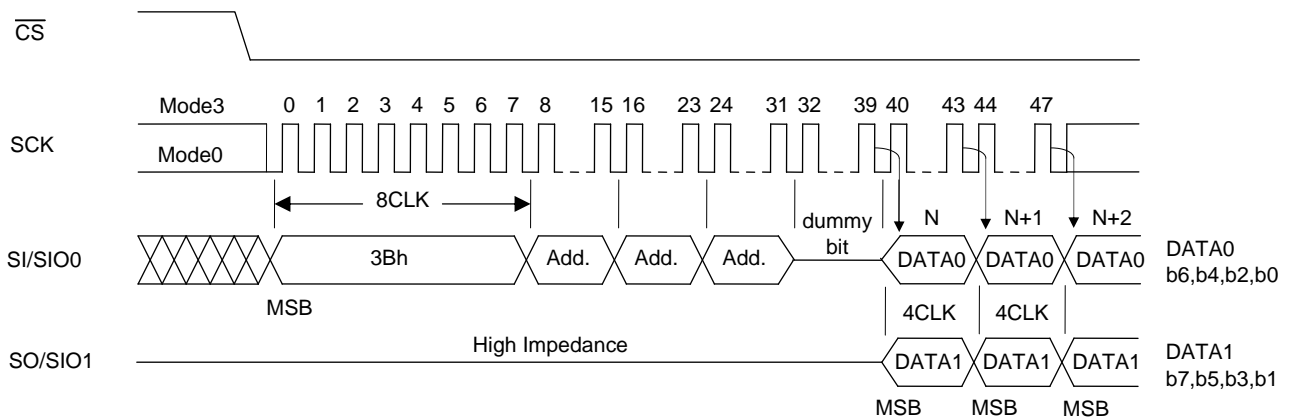 CS
Mode3 0 1 2 3 4 5 6 7 8 15 16 23 24 31 32 39 40 43 44 47
SCK
Mode0
8CLK
dummy
bit
N N+1 N+2
SI/SIO0 3Bh Add. Add. Add. DATA0 DATA0 DATA0
DATA0
b6,b4,b2,b0
MSB
4CLK 4CLK
High Impedance
SO/SIO1 DATA1 DATA1 DATA1
DATA1
b7,b5,b3,b1
MSB MSB MSB